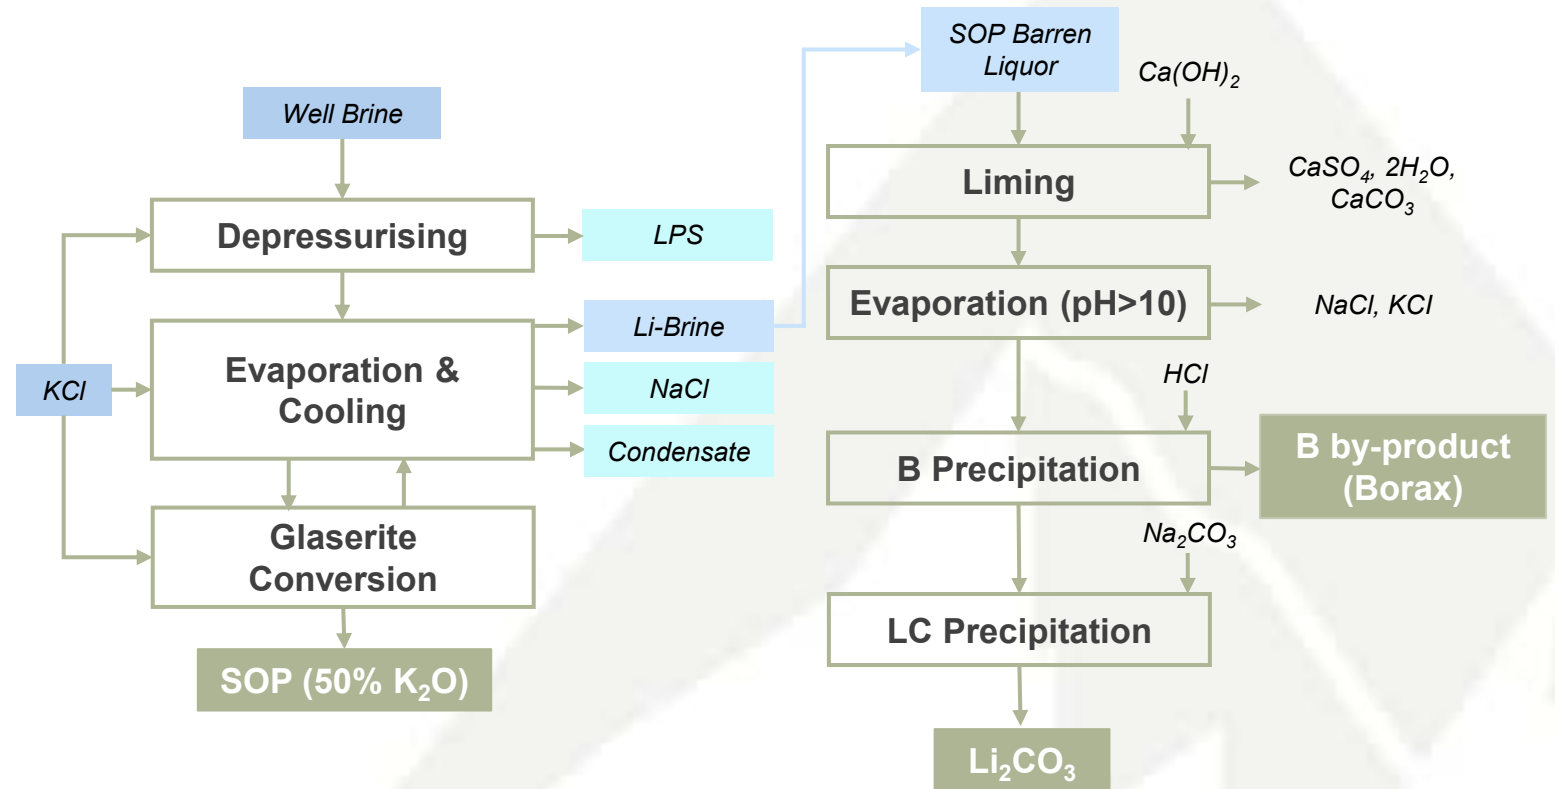 Well Brine
Depressurising
LPS
KCl
Evaporation &
Cooling
Li-Brine
NaCl
Condensate
Glaserite
Conversion
SOP (50% K₂O)
SOP Barren
Liquor
Ca(OH)₂
Liming
CaSO₄, 2H₂O,
CaCO₃
Evaporation (pH>10)
NaCl, KCl
HCl
B Precipitation
B by-product
(Borax)
Na₂CO₃
LC Precipitation
Li₂CO₃